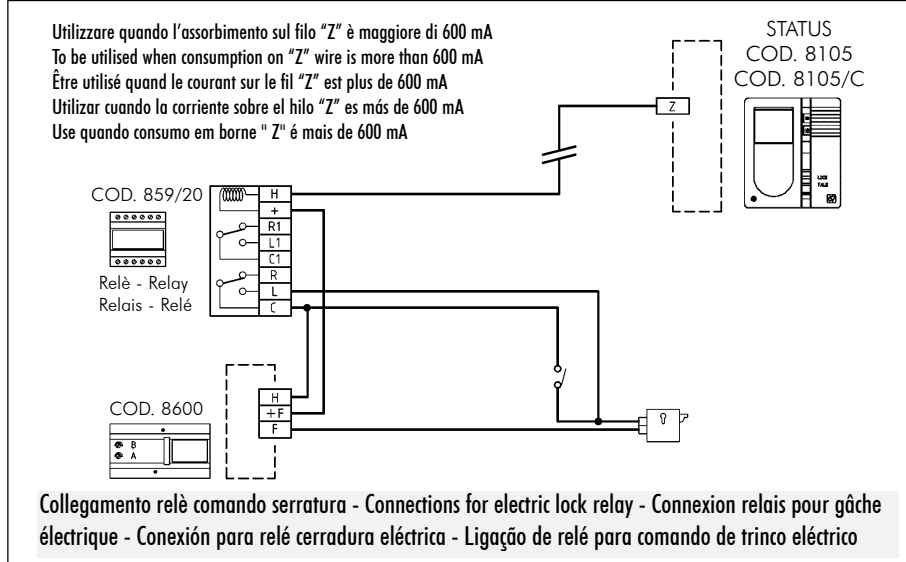 Utilizzare quando l'assorbimento sul filo "Z" è maggiore di 600 mA
To be utilised when consumption on "Z" wire is more than 600 mA
Être utilisé quand le courant sur le fil "Z" est plus de 600 mA
Utilizar cuando la corriente sobre el hilo "Z" es más de 600 mA
Use quando consumo em borne " Z" é mais de 600 mA
STATUS
COD. 8105
COD. 8105/C
Z
COD. 859/20
H
+
R1
L1
C1
R
L
C
Relè - Relay
Relais - Relé
COD. 8600
B
A
H
+F
F
Collegamento relè comando serratura - Connections for electric lock relay - Connexion relais pour gâche
électrique - Conexión para relé cerradura eléctrica - Ligação de relé para comando de trinco eléctrico